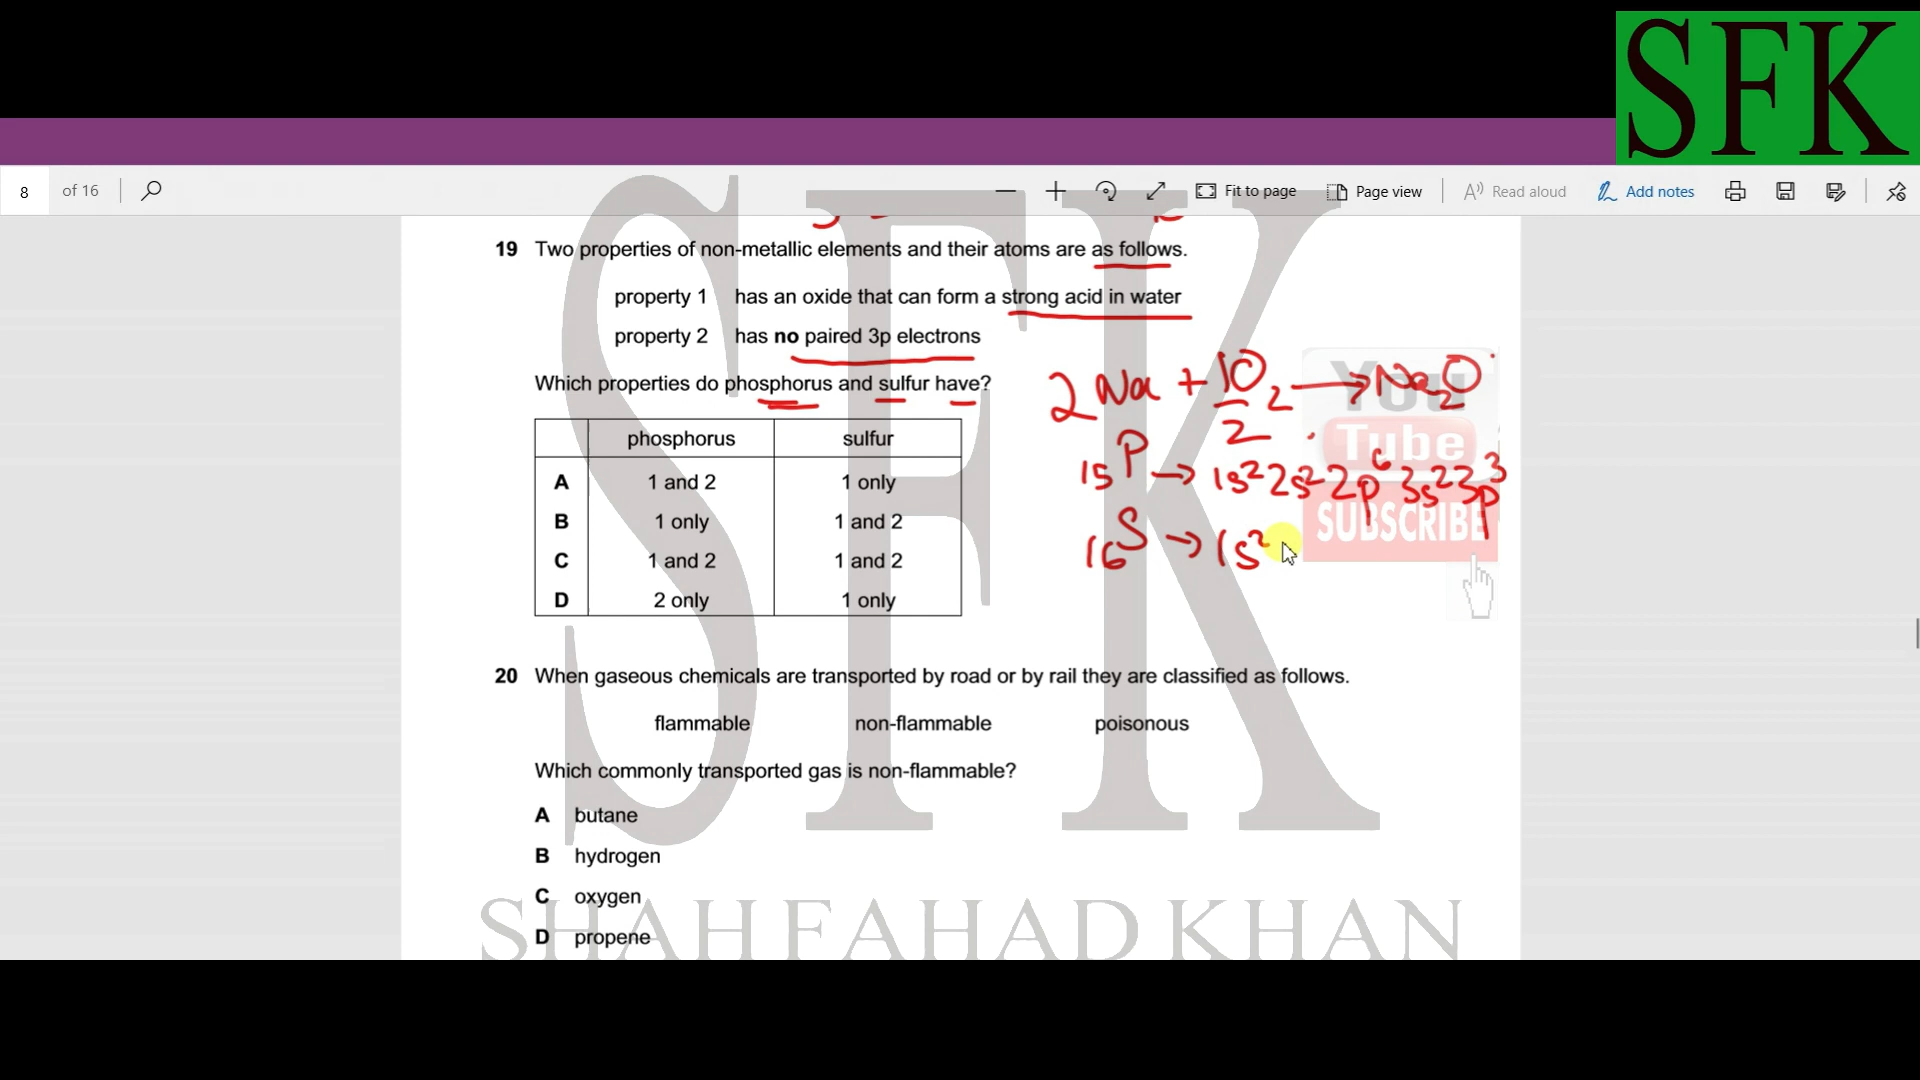 SFK
8 of 16 Fit to page Page view Read aloud Add notes
19 Two properties of non-metallic elements and their atoms are as follows.
property 1 has an oxide that can form a strong acid in water
property 2 has no paired 3p electrons
Which properties do phosphorus and sulfur have?
phosphorus sulfur
A 1 and 2 1 only
B 1 only 1 and 2
C 1 and 2 1 and 2
D 2 only 1 only
2Na + 1/2 O₂ → Na₂O
₁₅P → 1s² 2s² 2p⁶ 3s² 3p³
₁₆S → 1s²
You
Tube
SUBSCRIBE
SFK
20 When gaseous chemicals are transported by road or by rail they are classified as follows.
flammable non-flammable poisonous
Which commonly transported gas is non-flammable?
A butane
B hydrogen
C oxygen
D propene
SHAH FAHAD KHAN